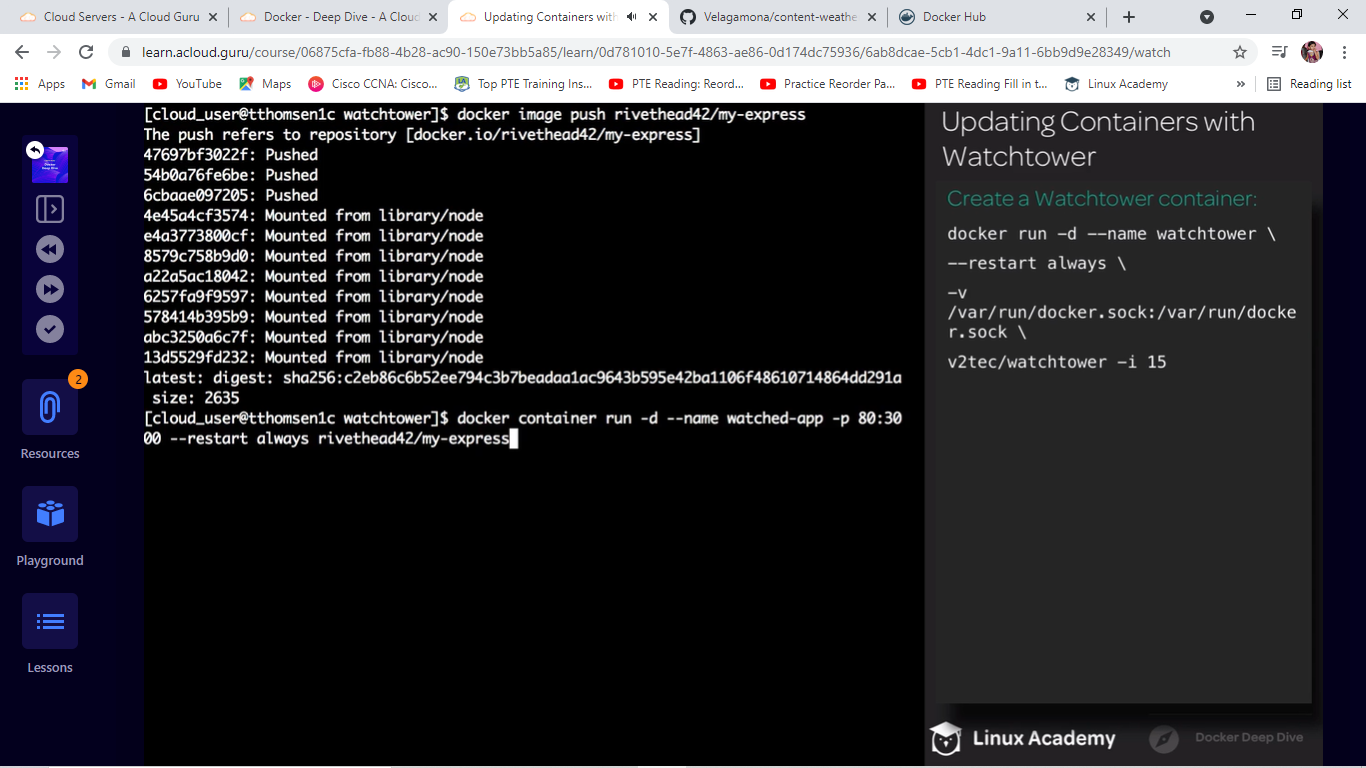 Cloud Servers - A Cloud Guru
Docker - Deep Dive - A Cloud
Updating Containers with
Velagamona/content-weathe
Docker Hub
learn.acloud.guru/course/06875cfa-fb88-4b28-ac90-150e73bb5a85/learn/0d781010-5e7f-4863-ae86-0d174dc75936/6ab8dcae-5cb1-4dc1-9a11-6bb9d9e28349/watch
Apps
Gmail
YouTube
Maps
Cisco CCNA: Cisco...
Top PTE Training Ins...
PTE Reading: Reord...
Practice Reorder Pa...
PTE Reading Fill in t...
Linux Academy
»
Reading list
2
Resources
Playground
Lessons
[cloud_user@tthomsen1c watchtower]$ docker image push rivethead42/my-express
The push refers to repository [docker.io/rivethead42/my-express]
47697bf3022f: Pushed
54b0a76fe6be: Pushed
6cbaae097205: Pushed
4e45a4cf3574: Mounted from library/node
e4a3773800cf: Mounted from library/node
8579c758b9d0: Mounted from library/node
a22a5ac18042: Mounted from library/node
6257fa9f9597: Mounted from library/node
578414b395b9: Mounted from library/node
abc3250a6c7f: Mounted from library/node
13d5529fd232: Mounted from library/node
latest: digest: sha256:c2eb86c6b52ee794c3b7beadaa1ac9643b595e42ba1106f48610714864dd291a
size: 2635
[cloud_user@tthomsen1c watchtower]$ docker container run -d --name watched-app -p 80:30
00 --restart always rivethead42/my-express
Updating Containers with
Watchtower
Create a Watchtower container:
docker run -d --name watchtower \
--restart always \
-v
/var/run/docker.sock:/var/run/docke
r.sock \
v2tec/watchtower -i 15
Linux Academy
Docker Deep Dive